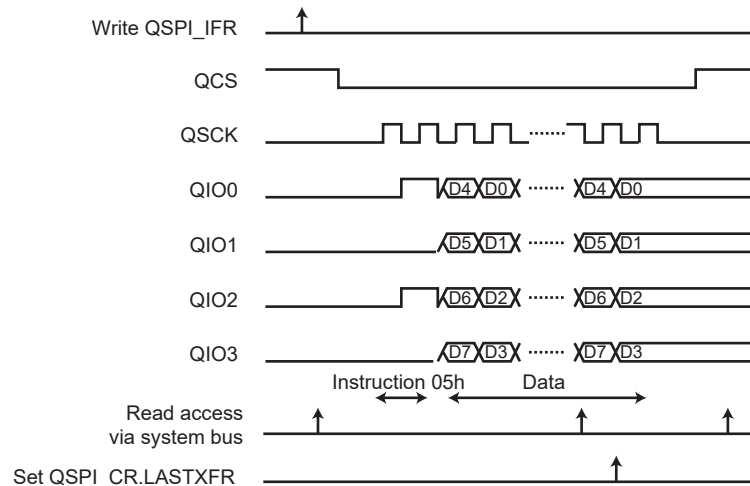 Write QSPI_IFR
QCS
QSCK
QIO0
D4 D0 D4 D0
QIO1
D5 D1 D5 D1
QIO2
D6 D2 D6 D2
QIO3
D7 D3 D7 D3
Instruction 05h Data
Read access
via system bus
Set QSPI_CR.LASTXFR